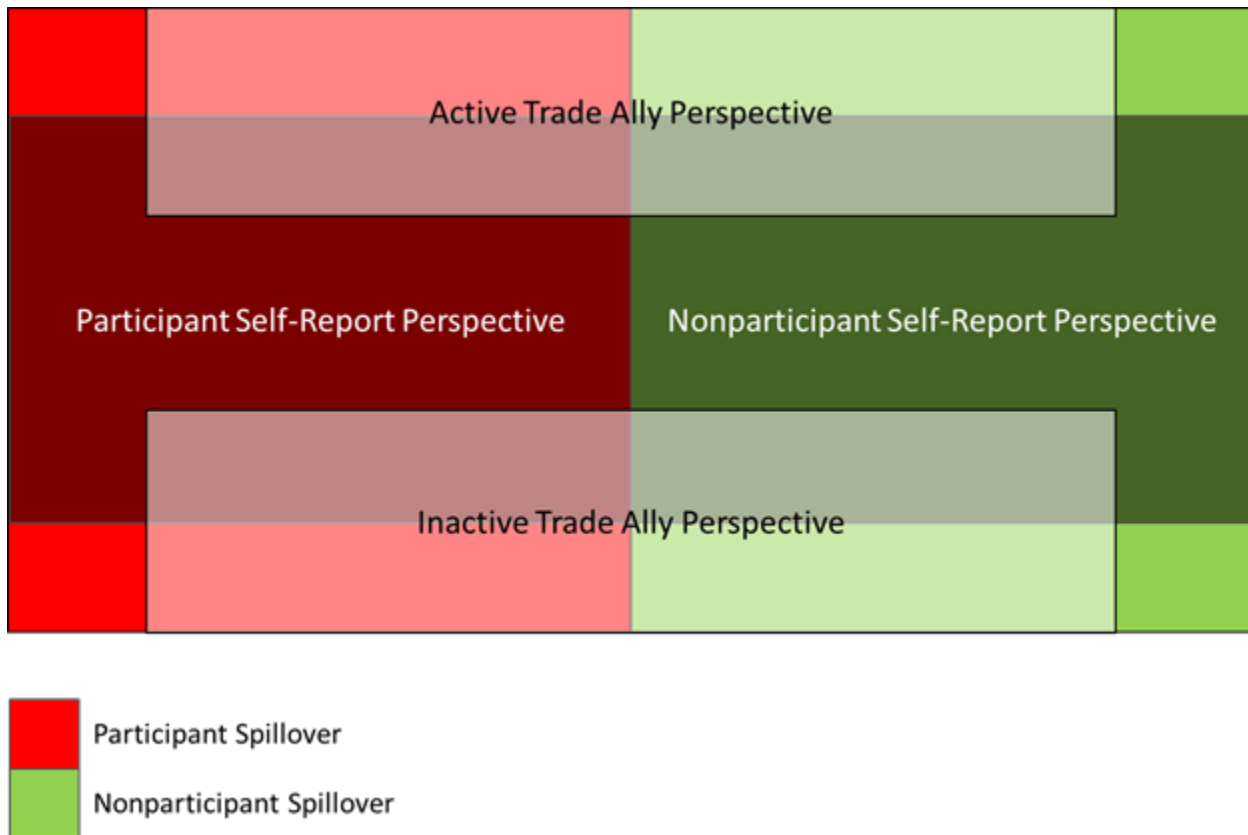 Active Trade Ally Perspective
Participant Self-Report Perspective
Nonparticipant Self-Report Perspective
Inactive Trade Ally Perspective
Participant Spillover
Nonparticipant Spillover